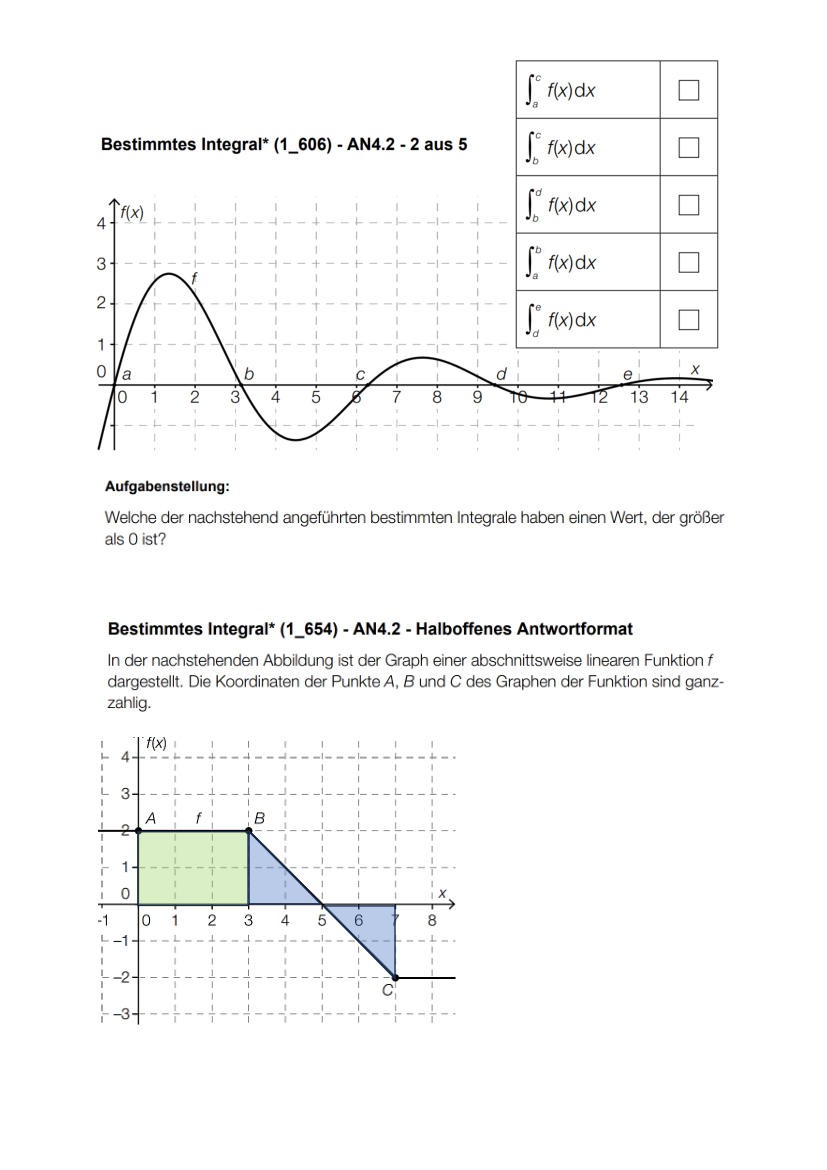 ∫_a^c f(x)dx ☐
∫_b^c f(x)dx ☐
∫_b^d f(x)dx ☐
∫_a^b f(x)dx ☐
∫_d^e f(x)dx ☐
Bestimmtes Integral* (1_606) - AN4.2 - 2 aus 5
f(x)
4
3
f
2
1
0 a b c d e x
0 1 2 3 4 5 6 7 8 9 10 11 12 13 14
Aufgabenstellung:
Welche der nachstehend angeführten bestimmten Integrale haben einen Wert, der größer
als 0 ist?
Bestimmtes Integral* (1_654) - AN4.2 - Halboffenes Antwortformat
In der nachstehenden Abbildung ist der Graph einer abschnittsweise linearen Funktion f
dargestellt. Die Koordinaten der Punkte A, B und C des Graphen der Funktion sind ganz-
zahlig.
f(x)
4
3
A f B
2
1
0 x
-1 0 1 2 3 4 5 6 7 8
–1
–2
C
–3